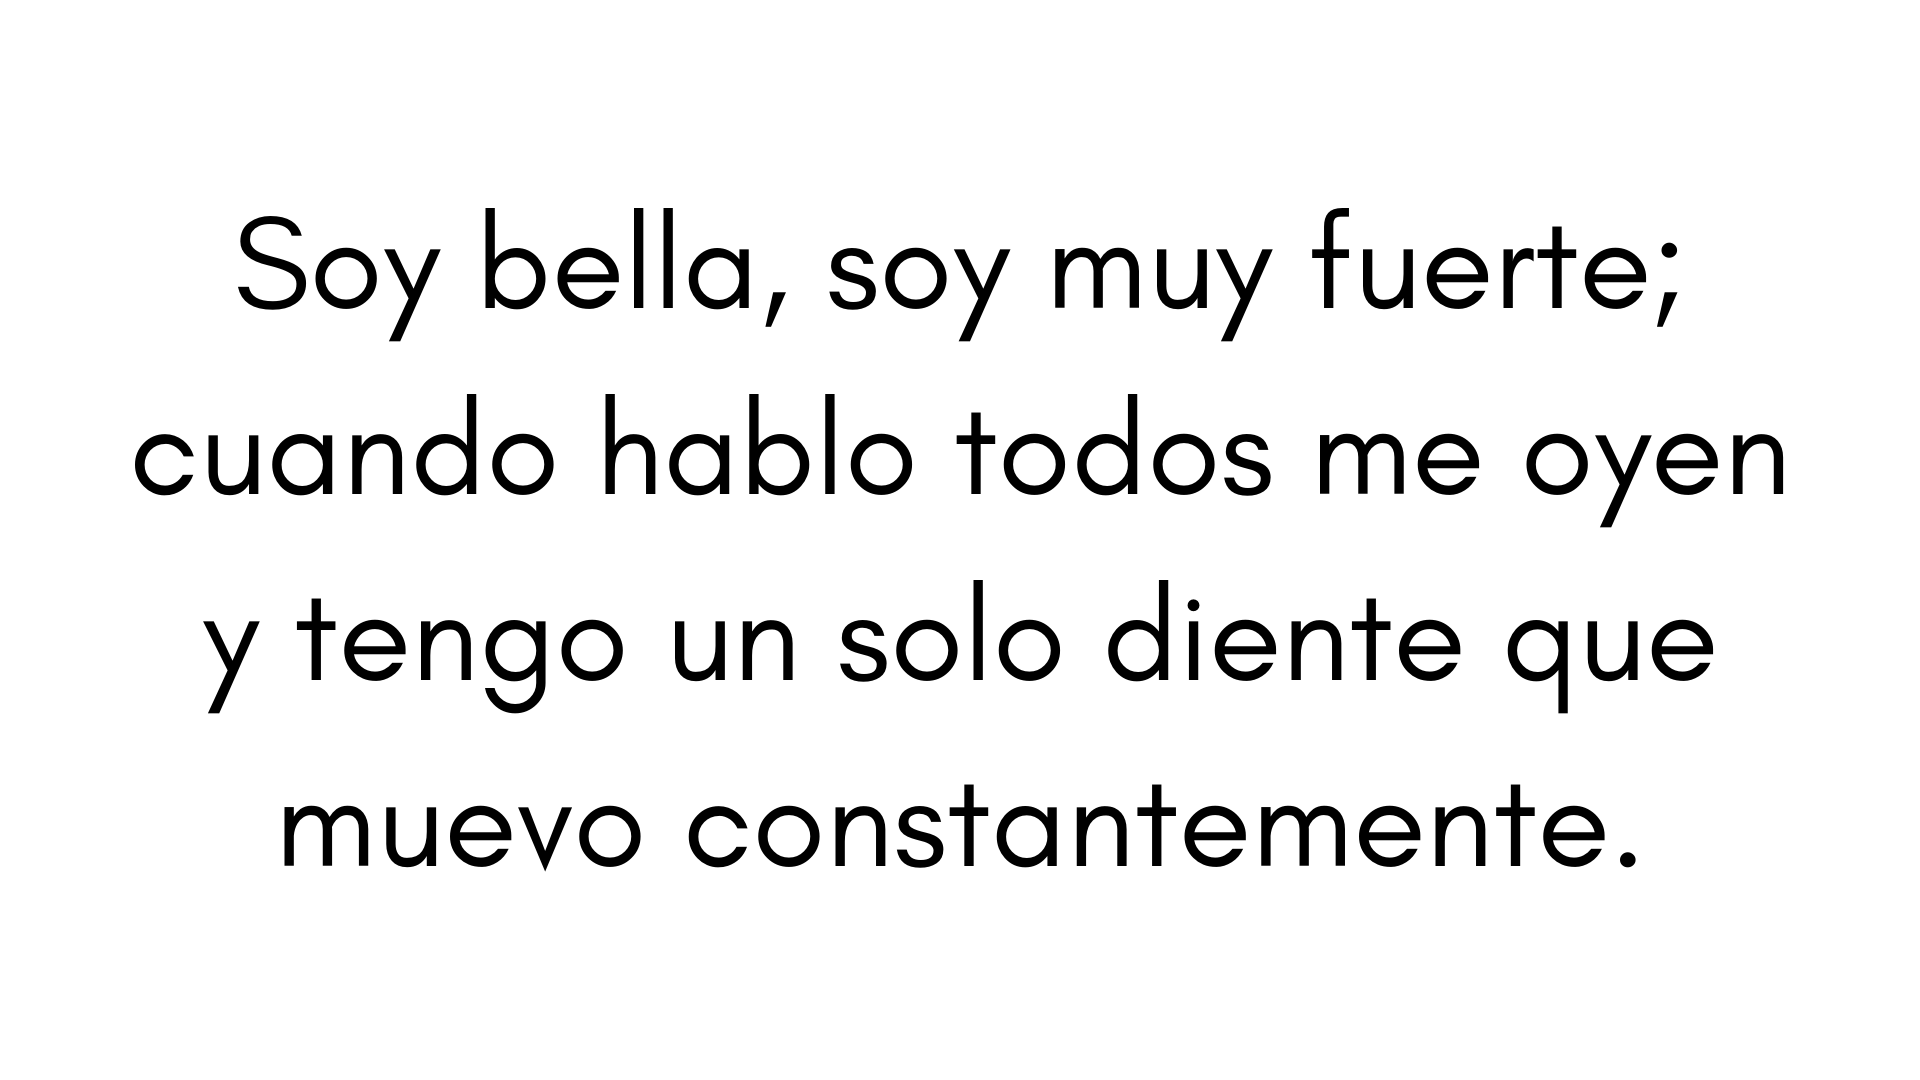 Soy bella, soy muy fuerte;
cuando hablo todos me oyen
y tengo un solo diente que
muevo constantemente.